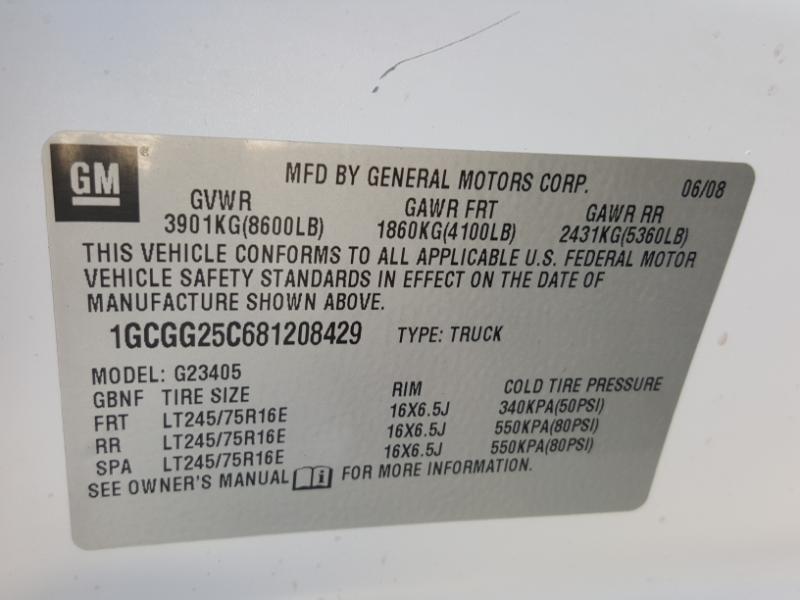 GM ®
MFD BY GENERAL MOTORS CORP. 06/08
GVWR GAWR FRT GAWR RR
3901KG(8600LB) 1860KG(4100LB) 2431KG(5360LB)
THIS VEHICLE CONFORMS TO ALL APPLICABLE U.S. FEDERAL MOTOR
VEHICLE SAFETY STANDARDS IN EFFECT ON THE DATE OF
MANUFACTURE SHOWN ABOVE.
1GCGG25C681208429 TYPE: TRUCK
MODEL: G23405
GBNF TIRE SIZE RIM COLD TIRE PRESSURE
FRT LT245/75R16E 16X6.5J 340KPA(50PSI)
RR LT245/75R16E 16X6.5J 550KPA(80PSI)
SPA LT245/75R16E 16X6.5J 550KPA(80PSI)
SEE OWNER'S MANUAL i FOR MORE INFORMATION.